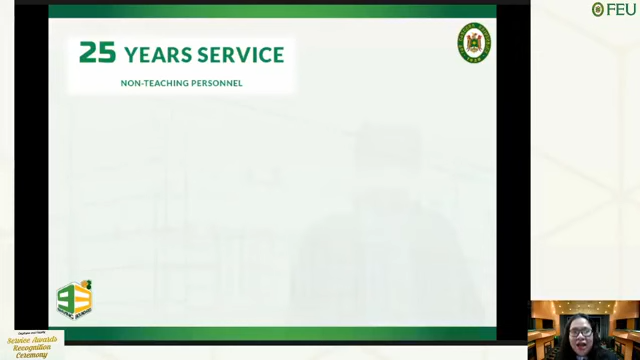 FEU
25 YEARS SERVICE
NON-TEACHING PERSONNEL
Service Awards
Recognition
Ceremony